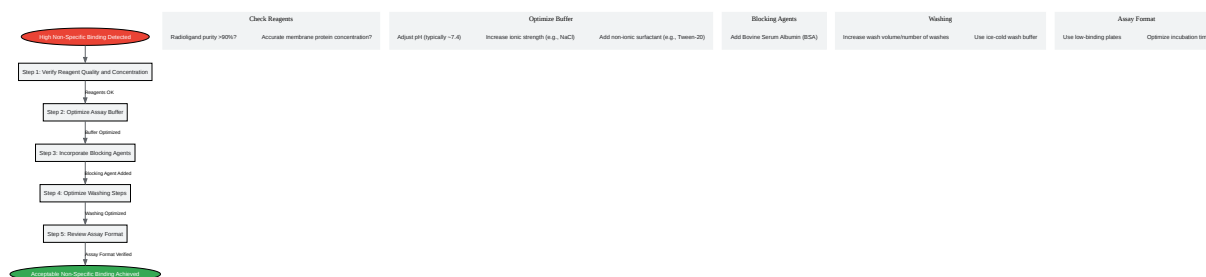 High Non-Specific Binding Detected
Step 1: Verify Reagent Quality and Concentration
Reagents OK
Step 2: Optimize Assay Buffer
Buffer Optimized
Step 3: Incorporate Blocking Agents
Blocking Agent Added
Step 4: Optimize Washing Steps
Washing Optimized
Step 5: Review Assay Format
Assay Format Verified
Acceptable Non-Specific Binding Achieved
Check Reagents
Radioligand purity >90%?
Accurate membrane protein concentration?
Optimize Buffer
Adjust pH (typically ~7.4)
Increase ionic strength (e.g., NaCl)
Add non-ionic surfactant (e.g., Tween-20)
Blocking Agents
Add Bovine Serum Albumin (BSA)
Washing
Increase wash volume/number of washes
Use ice-cold wash buffer
Assay Format
Use low-binding plates
Optimize incubation